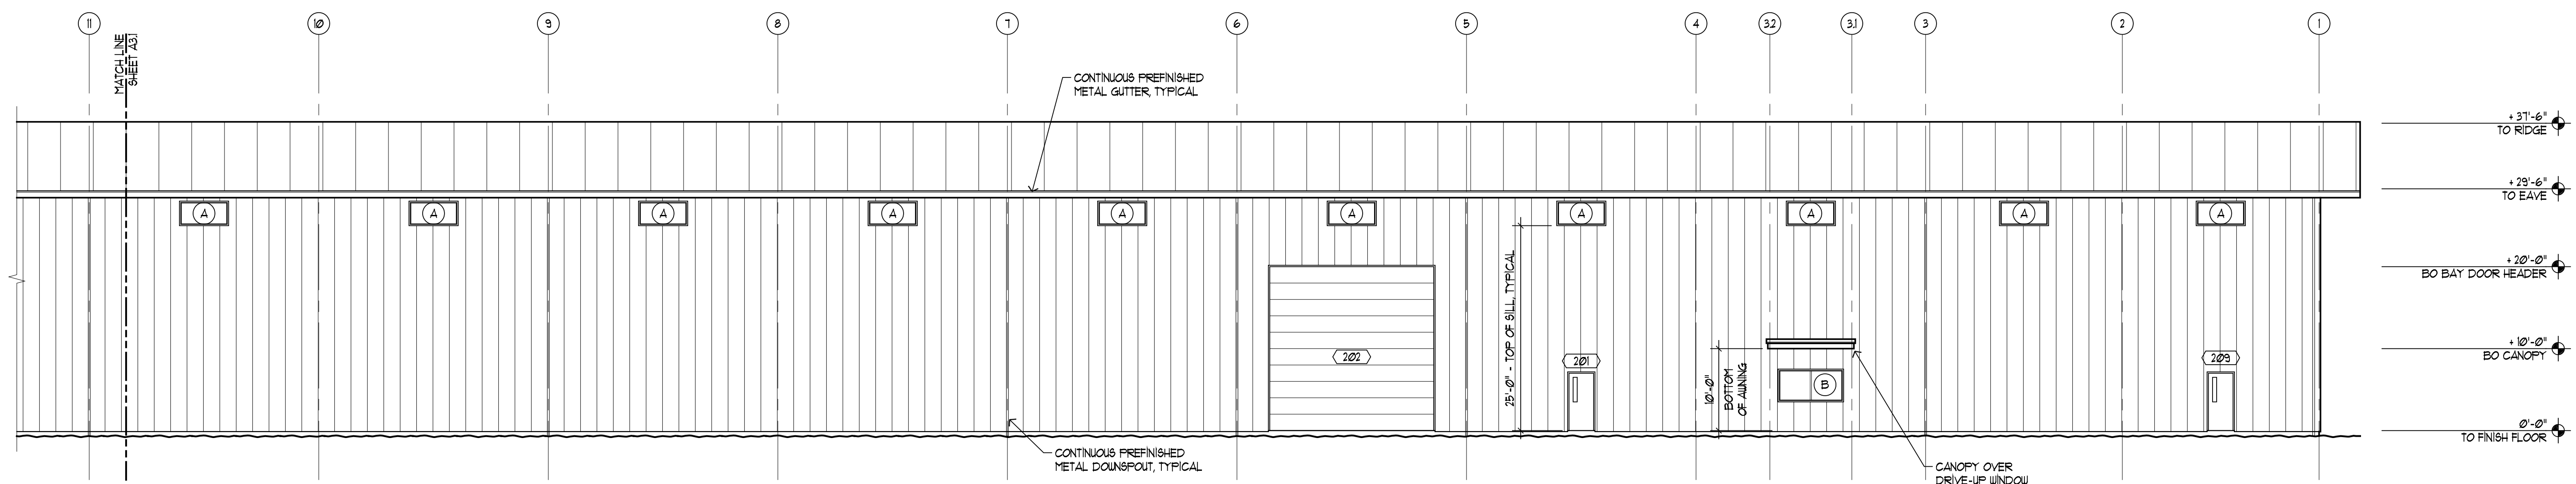 11 10 9 8 7 6 5 4 3.2 3.1 3 2 1
MATCH LINE
SHEET A3.1
CONTINUOUS PREFINISHED
METAL GUTTER, TYPICAL
+ 37'-6"
TO RIDGE
+ 29'-6"
TO EAVE
A A A A A A A A A A
+ 20'-0"
BO BAY DOOR HEADER
25'-0" - TOP OF SILL, TYPICAL
+ 10'-0"
BO CANOPY
202
201
209
10'-0"
BOTTOM
OF AWNING
B
0'-0"
TO FINISH FLOOR
CONTINUOUS PREFINISHED
METAL DOWNSPOUT, TYPICAL
CANOPY OVER
DRIVE-UP WINDOW